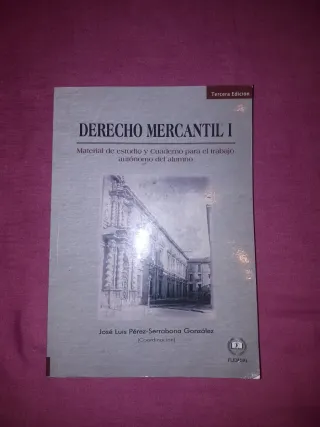 Tercera Edición
DERECHO MERCANTIL I
Material de estudio y cuaderno para el trabajo
autónomo del alumno
José Luis Pérez-Serrabona González
(Coordinador)